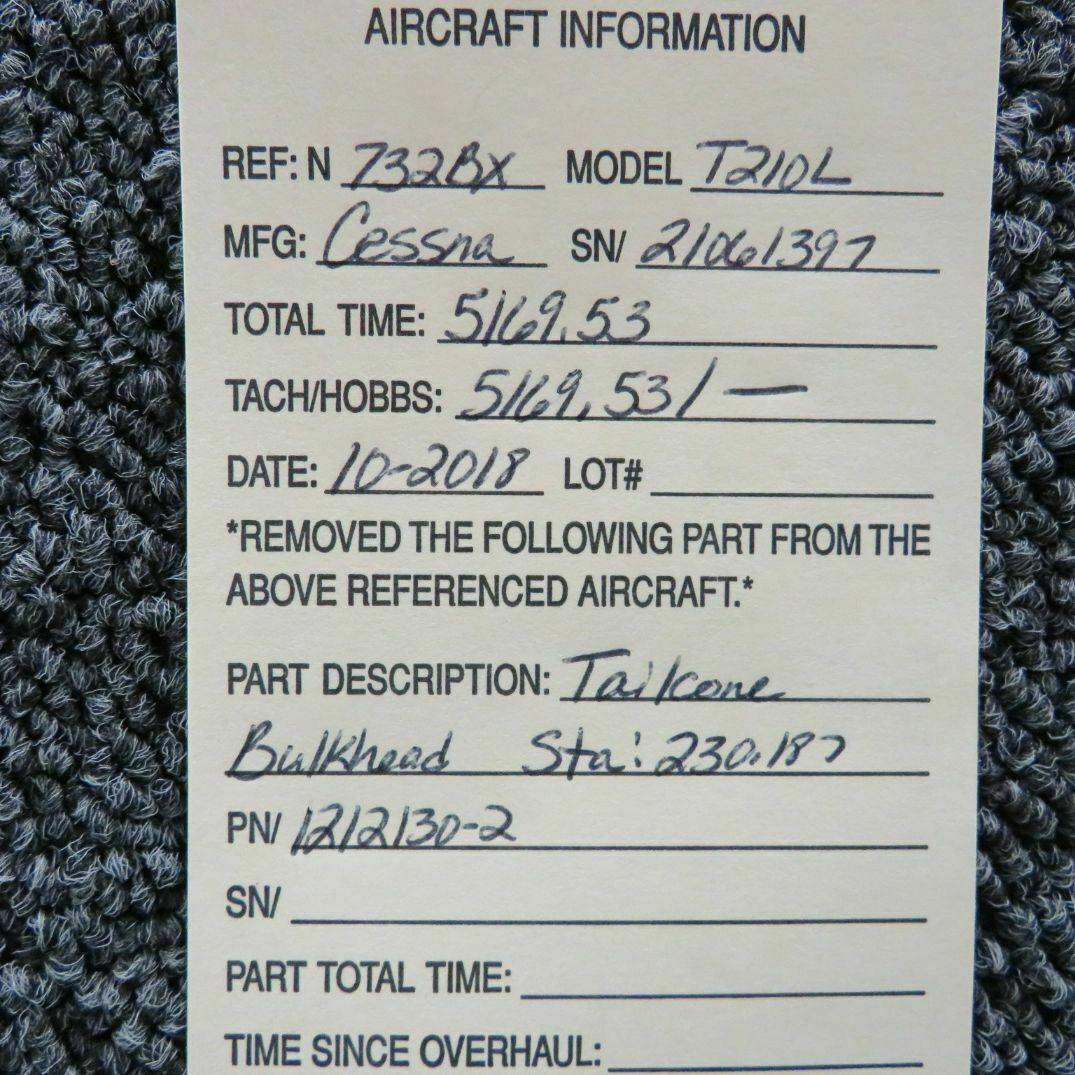 AIRCRAFT INFORMATION
REF: N 732BX MODEL T210L
MFG: Cessna SN/ 21061397
TOTAL TIME: 5169.53
TACH/HOBBS: 5169.53 / —
DATE: 10-2018 LOT#
*REMOVED THE FOLLOWING PART FROM THE
ABOVE REFERENCED AIRCRAFT.*
PART DESCRIPTION: Tailcone
Bulkhead Sta: 230.187
PN/ 1212130-2
SN/
PART TOTAL TIME:
TIME SINCE OVERHAUL: